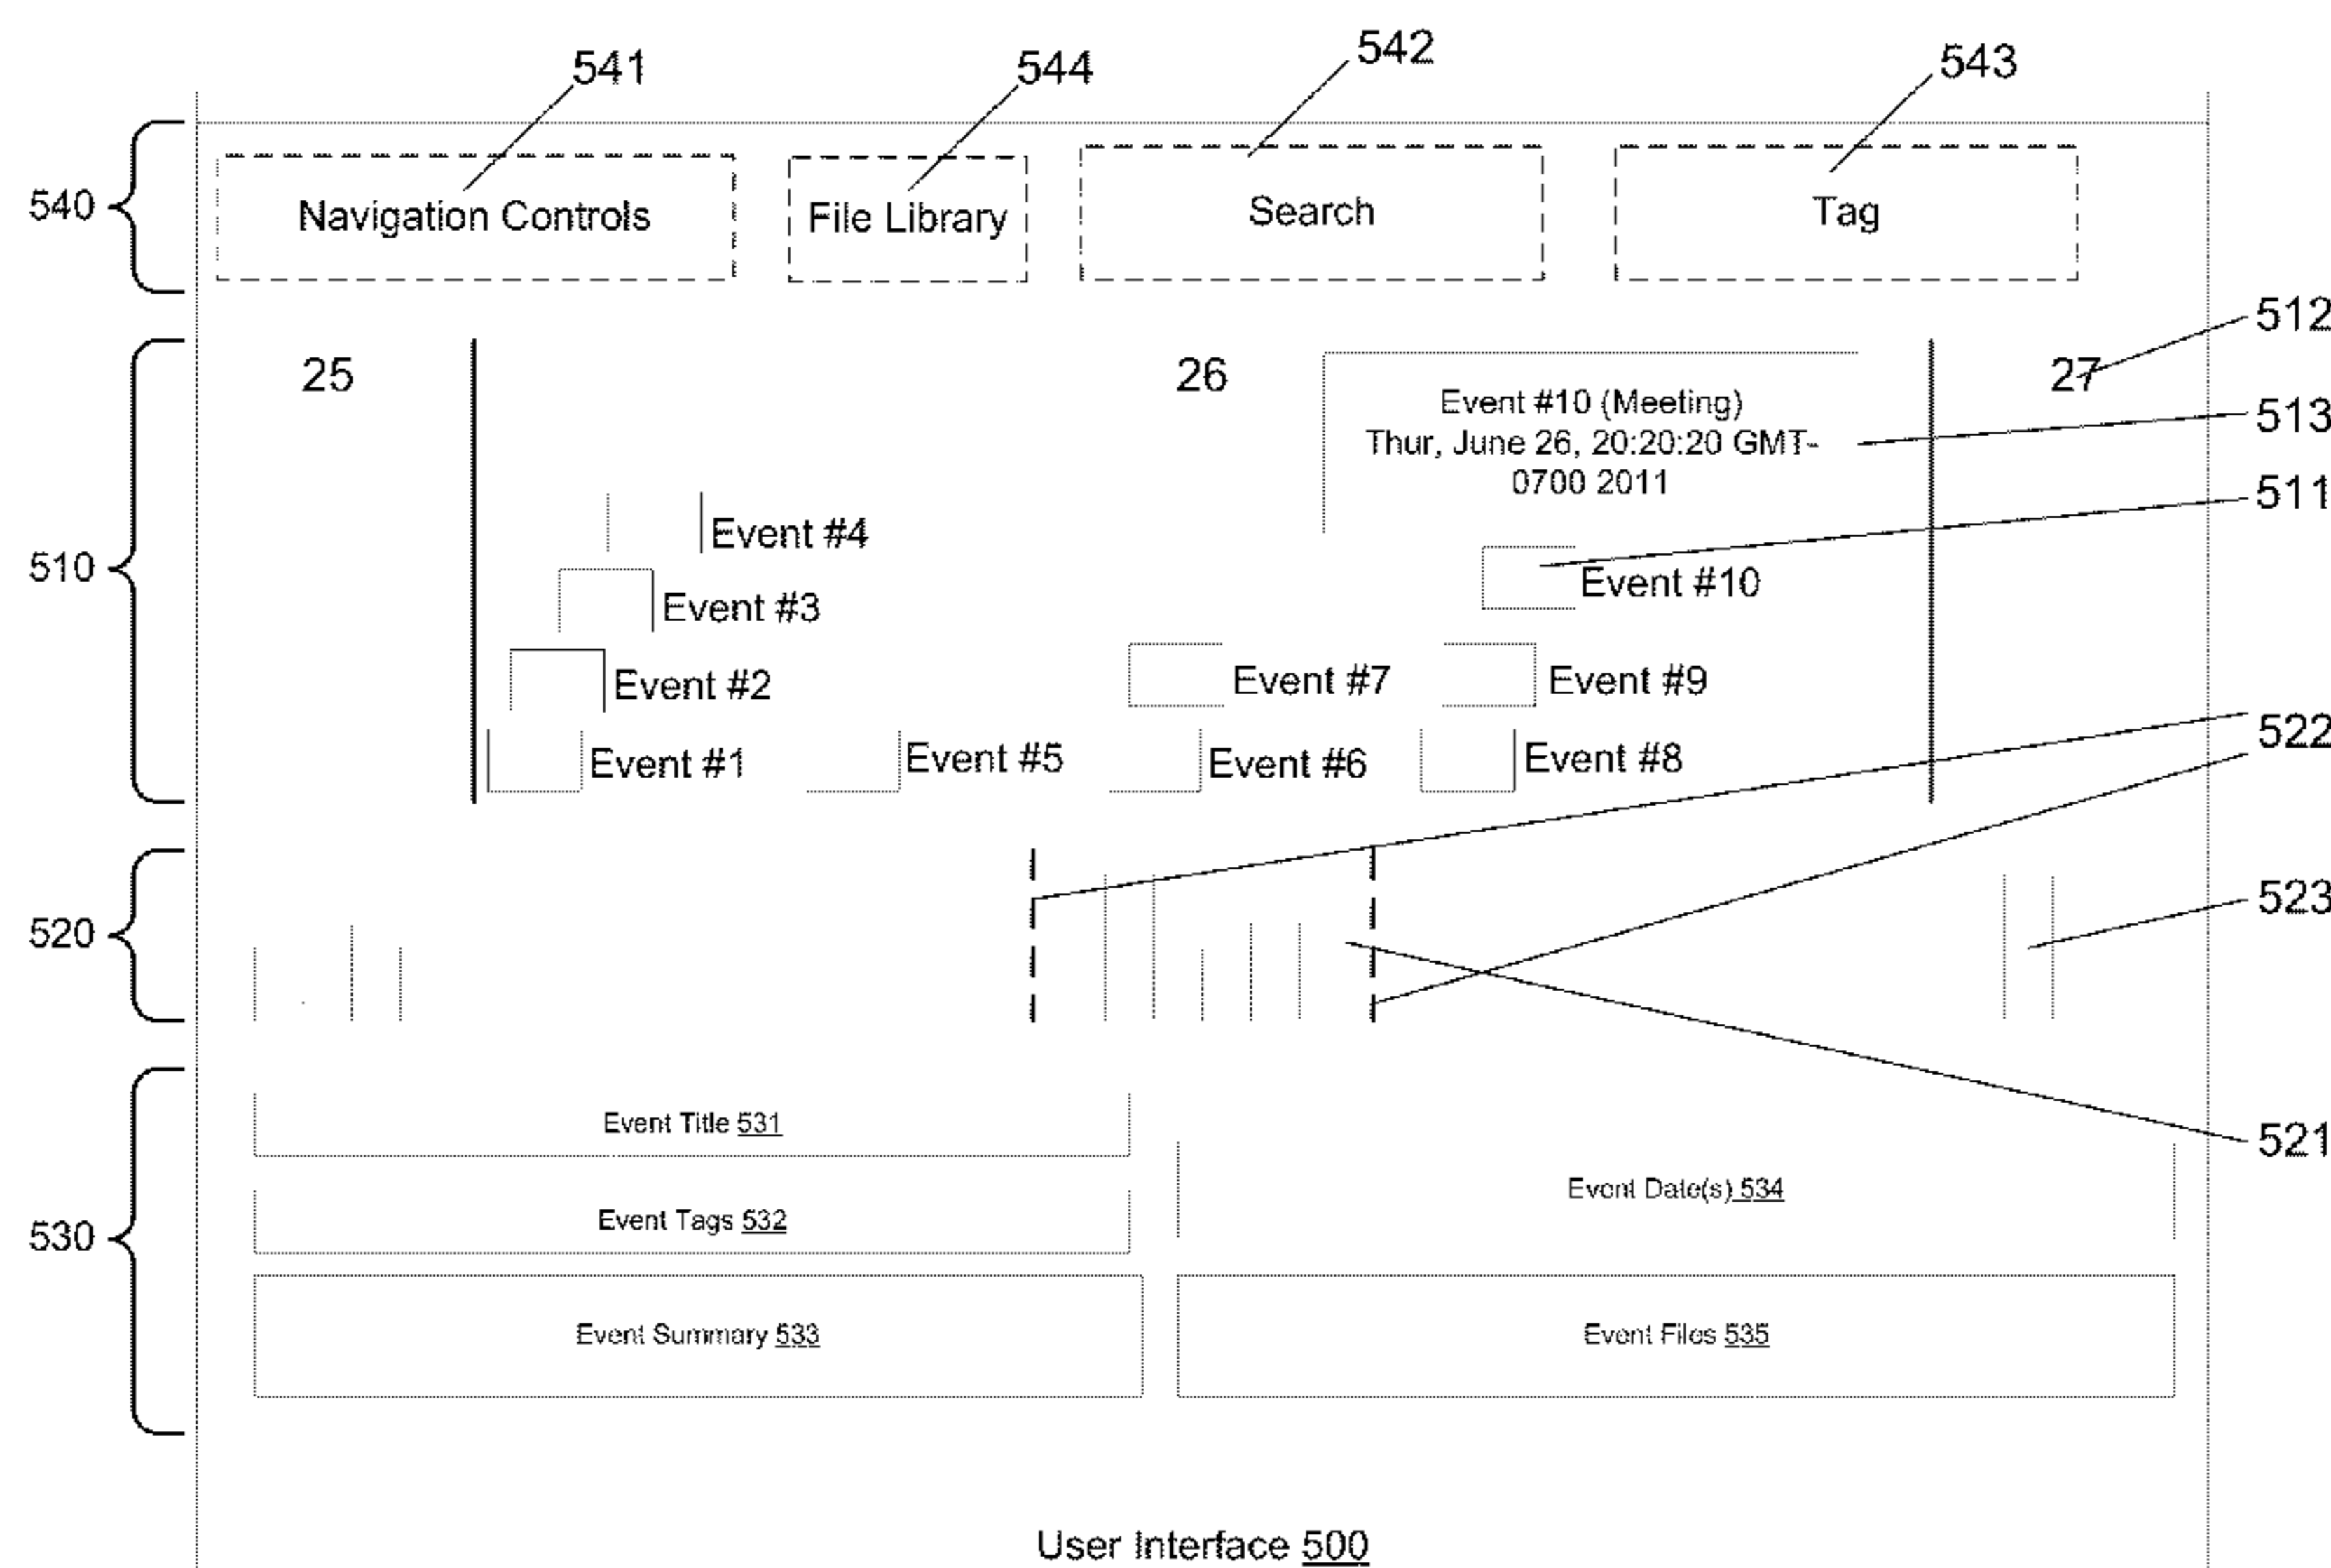 541
544
542
543
540
Navigation Controls
File Library
Search
Tag
512
25
26
27
Event #10 (Meeting)
Thur, June 26, 20:20:20 GMT-
0700 2011
513
511
510
Event #4
Event #10
Event #3
Event #2
Event #7
Event #9
Event #1
Event #5
Event #6
Event #8
522
520
523
521
530
Event Title 531
Event Date(s) 534
Event Tags 532
Event Summary 533
Event Files 535
User Interface 500